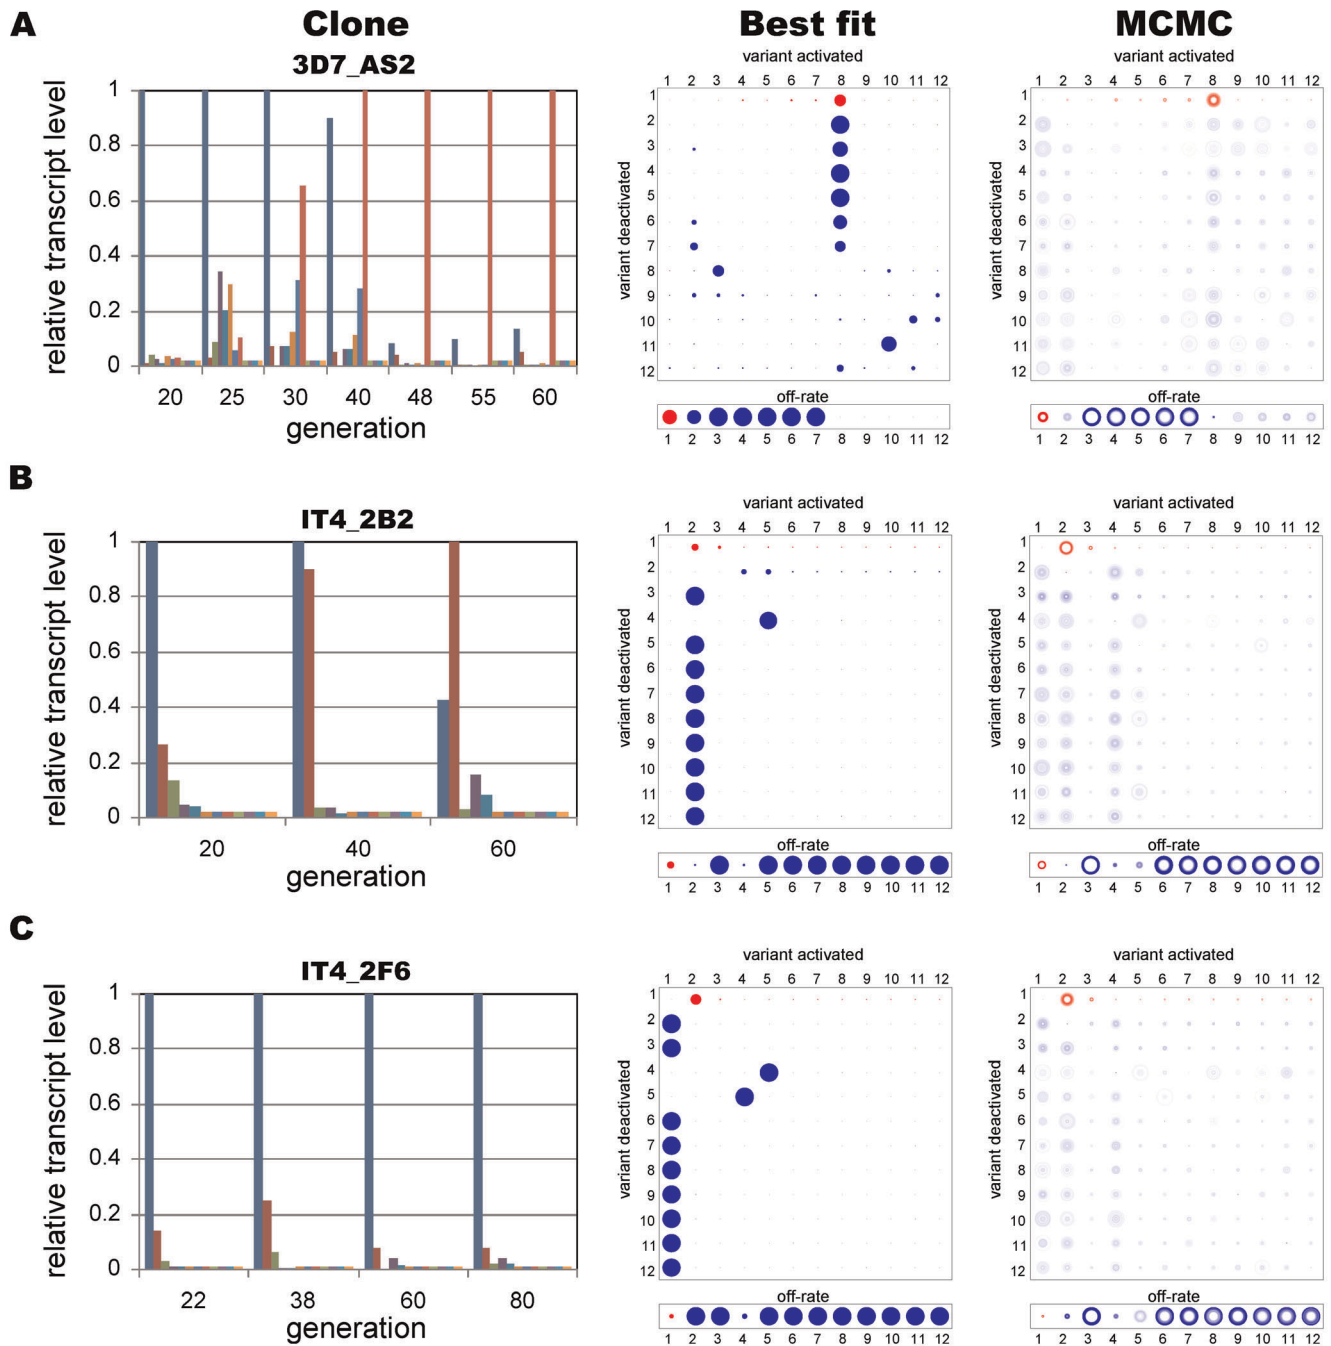 A
Clone
Best fit
MCMC
3D7_AS2
relative transcript level
1
0.8
0.6
0.4
0.2
0
20 25 30 40 48 55 60
generation
variant activated
1 2 3 4 5 6 7 8 9 10 11 12
variant deactivated
1
2
3
4
5
6
7
8
9
10
11
12
off-rate
1 2 3 4 5 6 7 8 9 10 11 12
variant activated
1 2 3 4 5 6 7 8 9 10 11 12
variant deactivated
1
2
3
4
5
6
7
8
9
10
11
12
off-rate
1 2 3 4 5 6 7 8 9 10 11 12
B
IT4_2B2
relative transcript level
1
0.8
0.6
0.4
0.2
0
20 40 60
generation
variant activated
1 2 3 4 5 6 7 8 9 10 11 12
variant deactivated
1
2
3
4
5
6
7
8
9
10
11
12
off-rate
1 2 3 4 5 6 7 8 9 10 11 12
variant activated
1 2 3 4 5 6 7 8 9 10 11 12
variant deactivated
1
2
3
4
5
6
7
8
9
10
11
12
off-rate
1 2 3 4 5 6 7 8 9 10 11 12
C
IT4_2F6
relative transcript level
1
0.8
0.6
0.4
0.2
0
22 38 60 80
generation
variant activated
1 2 3 4 5 6 7 8 9 10 11 12
variant deactivated
1
2
3
4
5
6
7
8
9
10
11
12
off-rate
1 2 3 4 5 6 7 8 9 10 11 12
variant activated
1 2 3 4 5 6 7 8 9 10 11 12
variant deactivated
1
2
3
4
5
6
7
8
9
10
11
12
off-rate
1 2 3 4 5 6 7 8 9 10 11 12